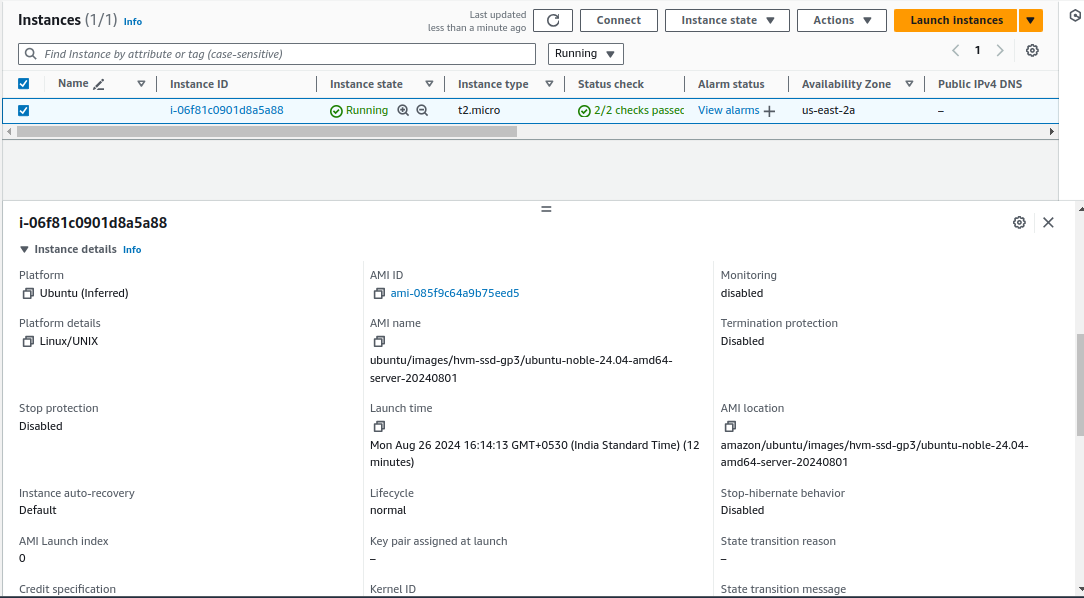 Instances (1/1) Info
Last updated
less than a minute ago
Connect
Instance state
Actions
Launch instances
Find Instance by attribute or tag (case-sensitive)
Running
1
Name Instance ID Instance state Instance type Status check Alarm status Availability Zone Public IPv4 DNS
i-06f81c0901d8a5a88 Running t2.micro 2/2 checks passec View alarms + us-east-2a –
i-06f81c0901d8a5a88
Instance details Info
Platform
Ubuntu (Inferred)
AMI ID
ami-085f9c64a9b75eed5
Monitoring
disabled
Platform details
Linux/UNIX
AMI name
ubuntu/images/hvm-ssd-gp3/ubuntu-noble-24.04-amd64-
server-20240801
Termination protection
Disabled
Stop protection
Disabled
Launch time
Mon Aug 26 2024 16:14:13 GMT+0530 (India Standard Time) (12
minutes)
AMI location
amazon/ubuntu/images/hvm-ssd-gp3/ubuntu-noble-24.04-
amd64-server-20240801
Instance auto-recovery
Default
Lifecycle
normal
Stop-hibernate behavior
Disabled
AMI Launch index
0
Key pair assigned at launch
–
State transition reason
–
Credit specification
Kernel ID
State transition message